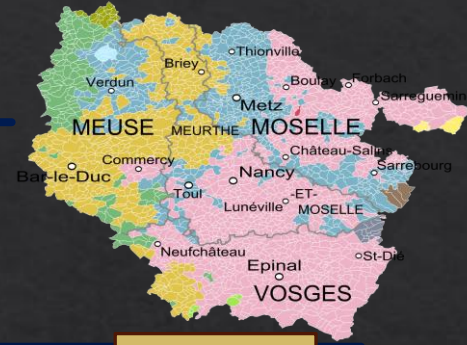 Thionville
Briey
Boulay
Forbach
Verdun
Sarreguemin
Metz
MEUSE
MEURTHE
MOSELLE
Château-Salins
Commercy
Sarrebourg
Bar-le-Duc
Nancy
Toul
-ET-
Lunéville
MOSELLE
Neufchâteau
St-Dié
Epinal
VOSGES